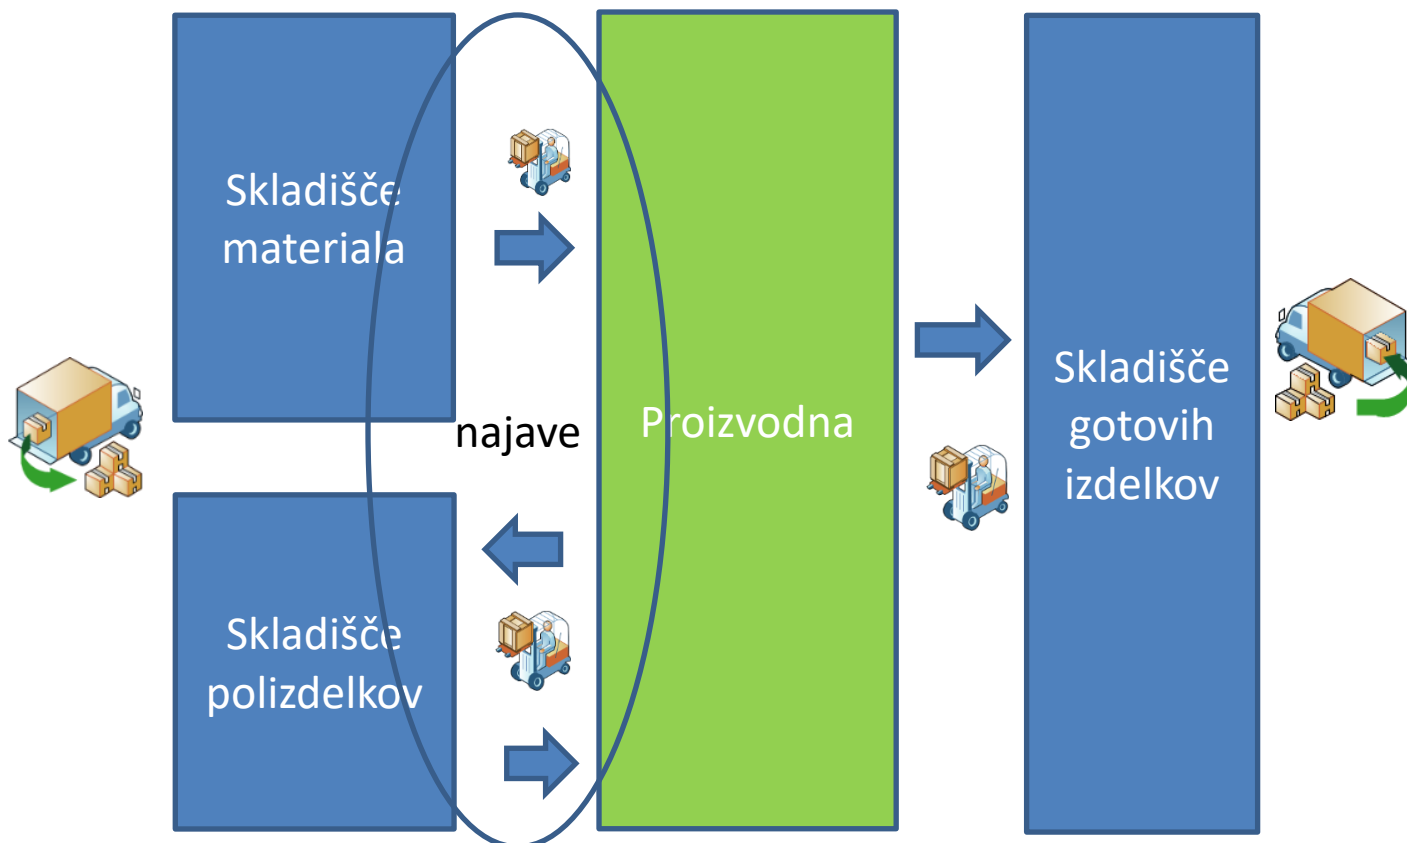 Skladišče
materiala
najave
Skladišče
polizdelkov
Proizvodna
Skladišče
gotovih
izdelkov